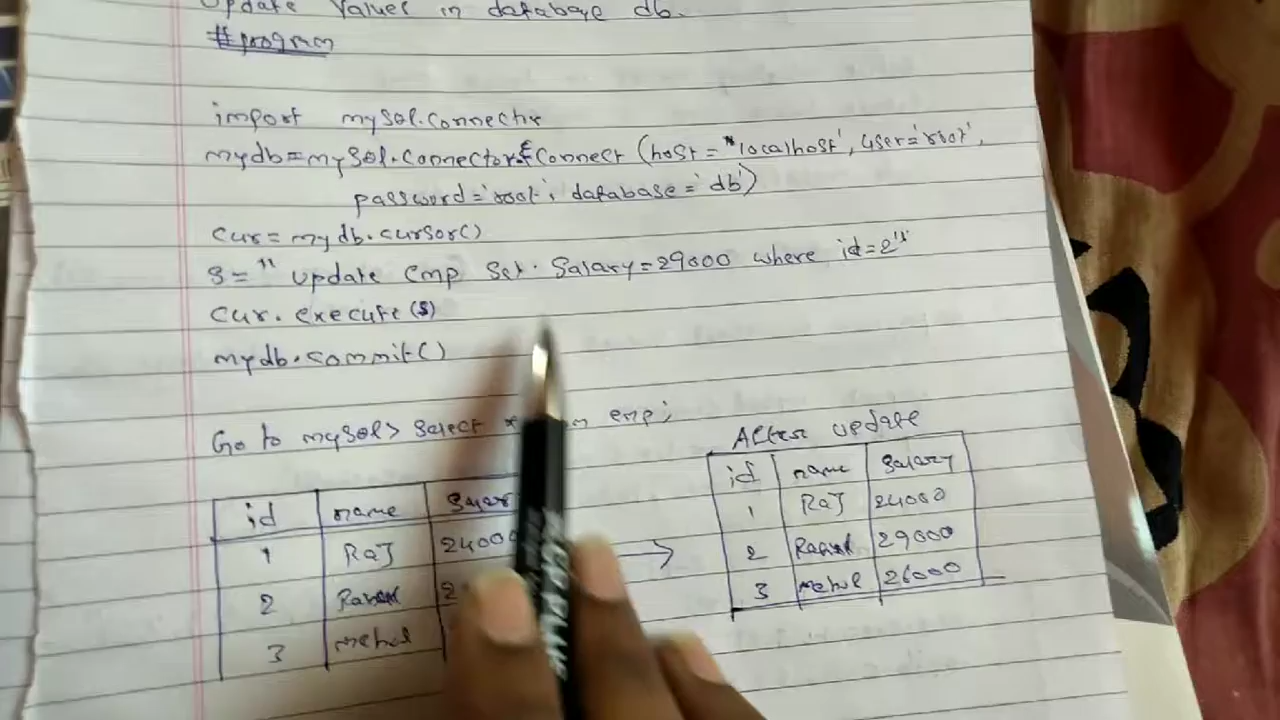 Update values in database db.
#program
import mysql.connector
mydb=mysql.connector.connect (host='localhost', user='root',
password='root', database='db')
cur=mydb.cursor()
s=" update emp set salary=29000 where id=2"
cur.execute(s)
mydb.commit()
Go to mysql> select * emp;
After update
id name salary
1 RaJ 24000
2
3 mehul
id name salary
1 RaJ 24000
2 29000
3 mehul 26000